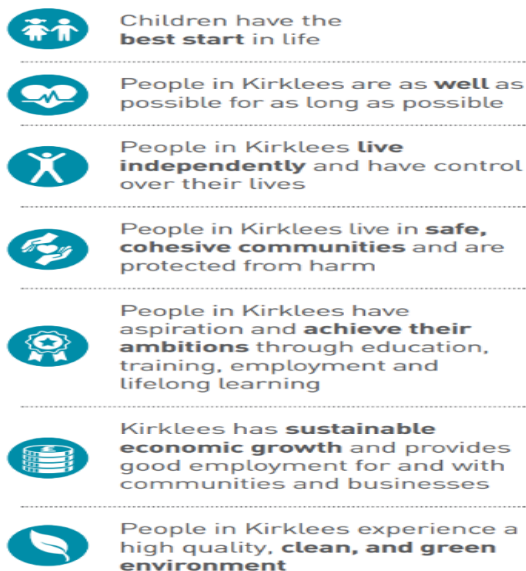 Children have the
best start in life
People in Kirklees are as well as
possible for as long as possible
People in Kirklees live
independently and have control
over their lives
People in Kirklees live in safe,
cohesive communities and are
protected from harm
People in Kirklees have
aspiration and achieve their
ambitions through education,
training, employment and
lifelong learning
Kirklees has sustainable
economic growth and provides
good employment for and with
communities and businesses
People in Kirklees experience a
high quality, clean, and green
environment